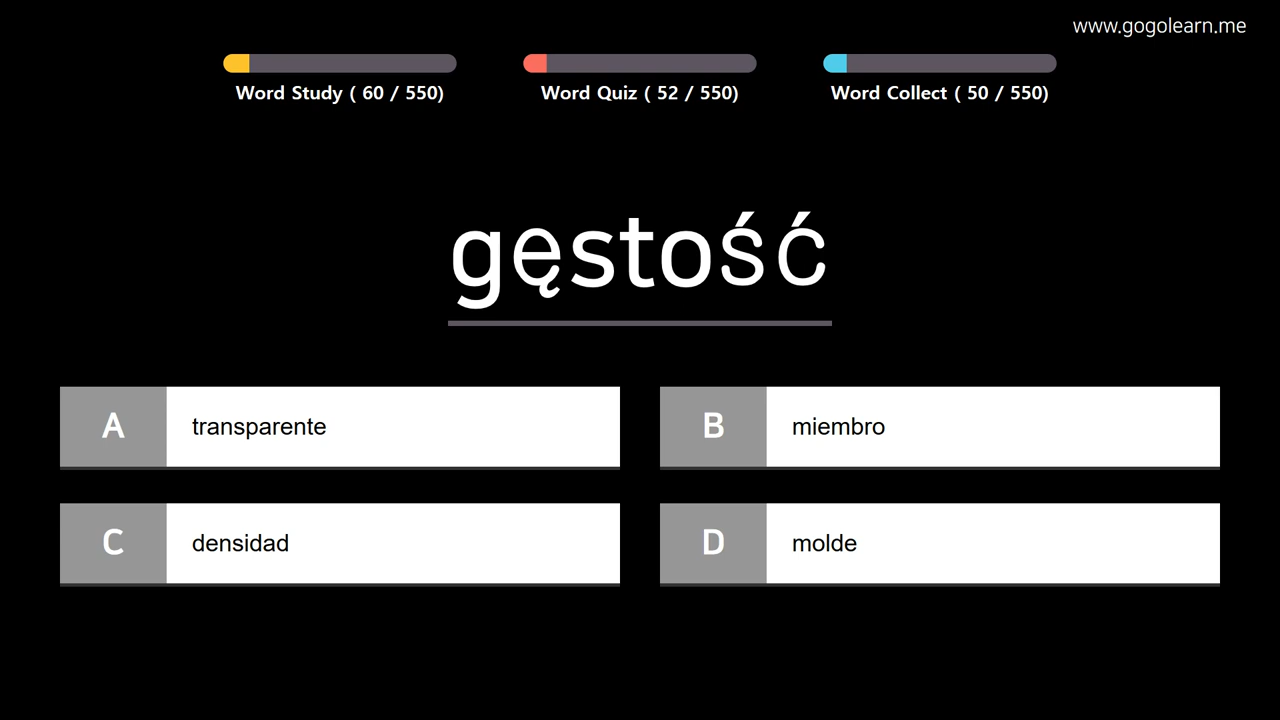 www.gogolearn.me
Word Study ( 60 / 550)
Word Quiz ( 52 / 550)
Word Collect ( 50 / 550)
gęstość
A transparente
B miembro
C densidad
D molde